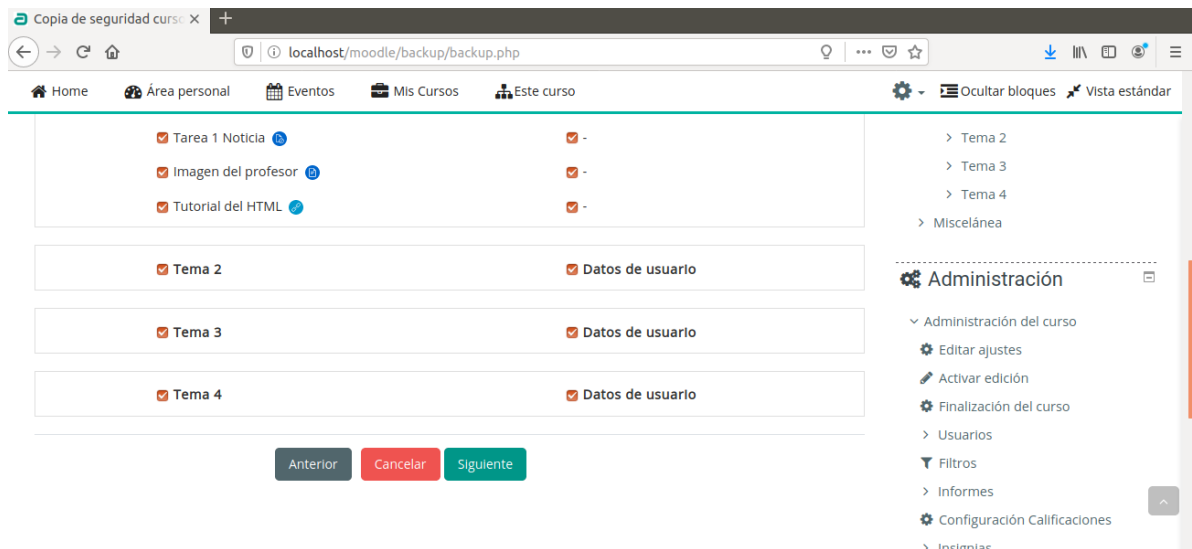 Copia de seguridad curso
localhost/moodle/backup/backup.php
Home Área personal Eventos Mis Cursos Este curso Ocultar bloques Vista estándar
Tarea 1 Noticia -
Imagen del profesor -
Tutorial del HTML -
Tema 2 Datos de usuario
Tema 3 Datos de usuario
Tema 4 Datos de usuario
Anterior Cancelar Siguiente
Tema 2
Tema 3
Tema 4
Miscelánea
Administración
Administración del curso
Editar ajustes
Activar edición
Finalización del curso
Usuarios
Filtros
Informes
Configuración Calificaciones
Insignias